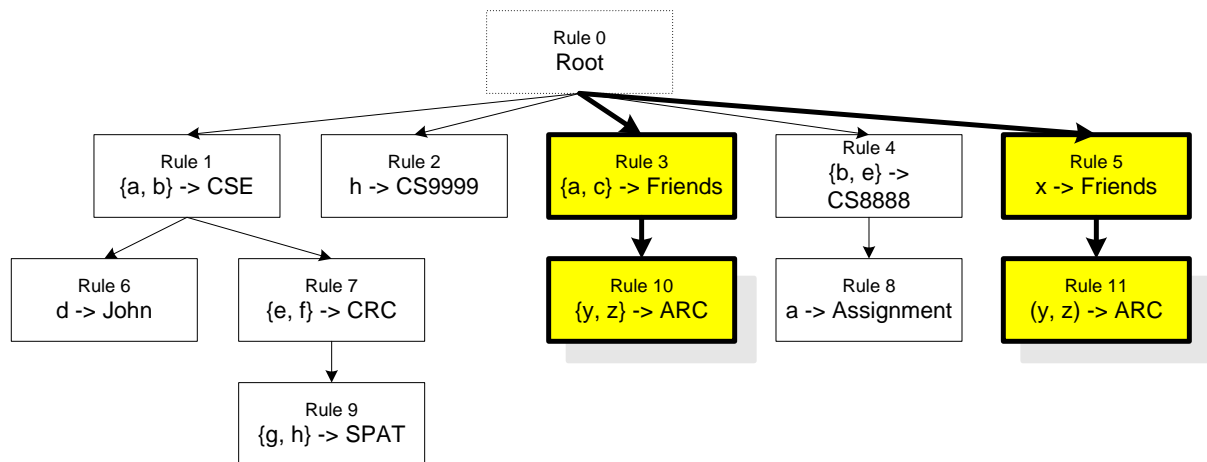 Rule 0
Root
Rule 1
{a, b} -> CSE
Rule 2
h -> CS9999
Rule 3
{a, c} -> Friends
Rule 4
{b, e} ->
CS8888
Rule 5
x -> Friends
Rule 6
d -> John
Rule 7
{e, f} -> CRC
Rule 10
{y, z} -> ARC
Rule 8
a -> Assignment
Rule 11
(y, z) -> ARC
Rule 9
{g, h} -> SPAT